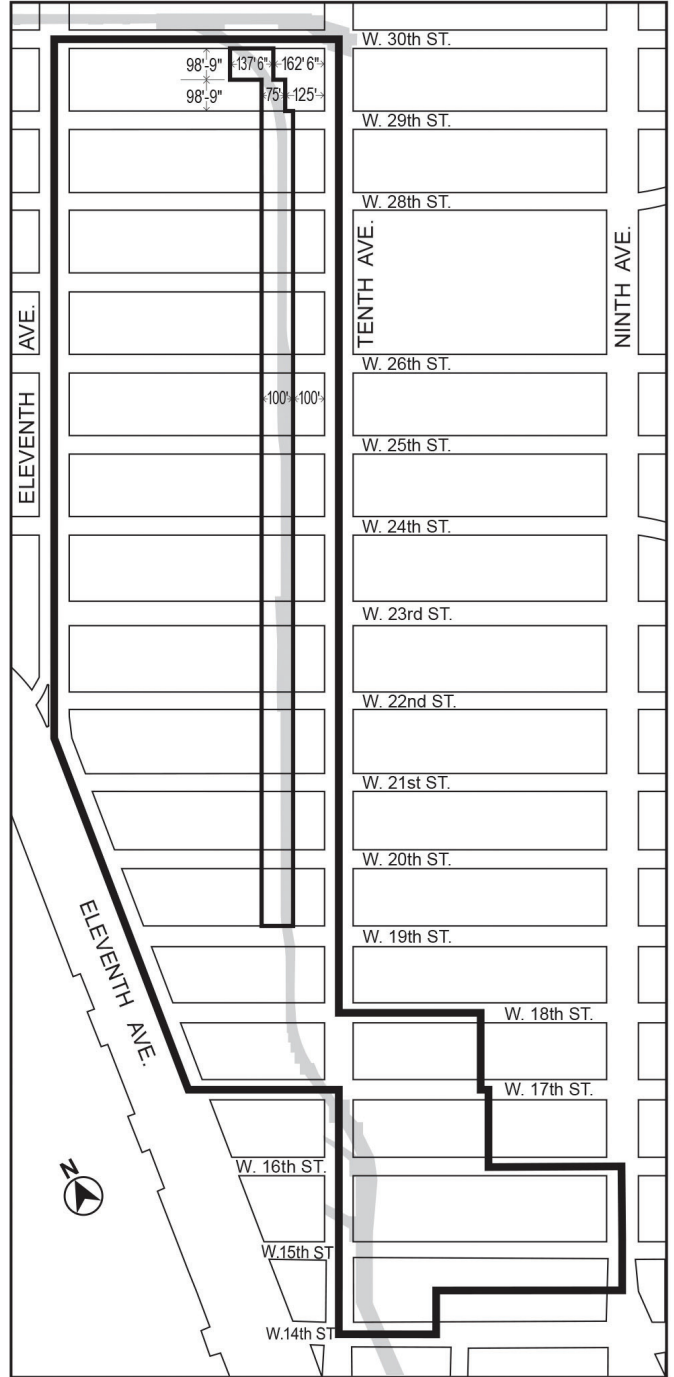 W. 30th ST.
98'-9"
137' 6"
162' 6"
98'-9"
75'
125'
W. 29th ST.
W. 28th ST.
TENTH AVE.
NINTH AVE.
ELEVENTH AVE.
W. 26th ST.
100'
100'
W. 25th ST.
W. 24th ST.
W. 23rd ST.
W. 22nd ST.
W. 21st ST.
W. 20th ST.
W. 19th ST.
ELEVENTH AVE.
W. 18th ST.
W. 17th ST.
W. 16th ST.
N
W.15th ST
W.14th ST